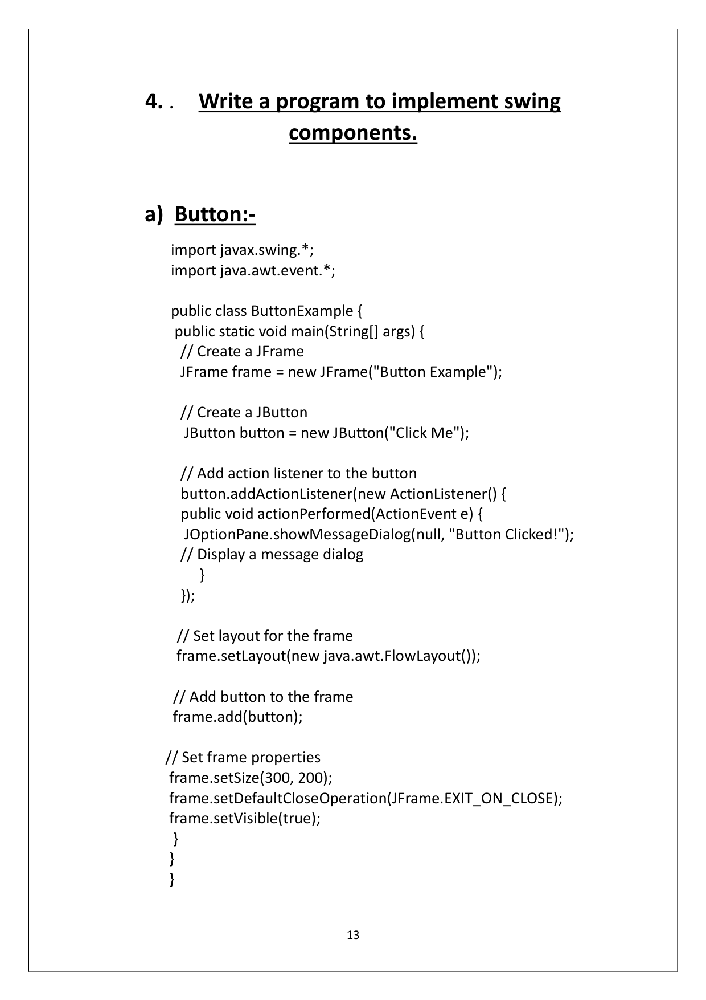 4. . Write a program to implement swing
components.
a) Button:-
import javax.swing.*;
import java.awt.event.*;
public class ButtonExample {
public static void main(String[] args) {
// Create a JFrame
JFrame frame = new JFrame("Button Example");
// Create a JButton
JButton button = new JButton("Click Me");
// Add action listener to the button
button.addActionListener(new ActionListener() {
public void actionPerformed(ActionEvent e) {
JOptionPane.showMessageDialog(null, "Button Clicked!");
// Display a message dialog
}
});
// Set layout for the frame
frame.setLayout(new java.awt.FlowLayout());
// Add button to the frame
frame.add(button);
// Set frame properties
frame.setSize(300, 200);
frame.setDefaultCloseOperation(JFrame.EXIT_ON_CLOSE);
frame.setVisible(true);
}
}
}
13